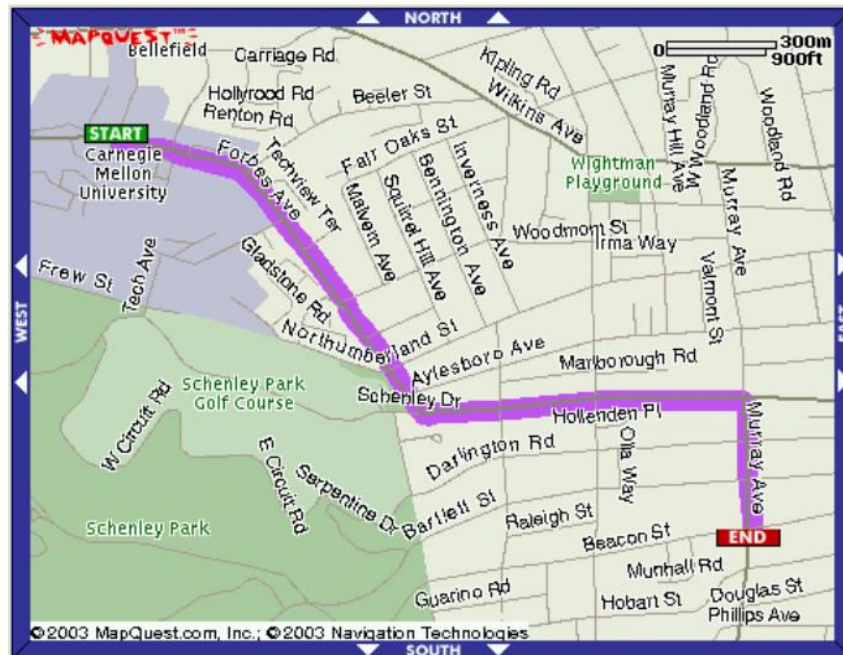 NORTH
MAPQUEST™
Bellefield
Carriage Rd
Kipling Rd
0 300m
900ft
Hollyrood Rd
Renton Rd
Beeler St
Wilkins Ave
Murray Hill Ave
Woodland Rd
Woodland Rd
START
Carnegie
Mellon
University
Forbes Ave
Techview Ter
Fair Oaks St
Malvern Ave
Squirrel Hill Ave
Bennington Ave
Inverness Ave
Wightman
Playground
Murray Ave
Woodmont St
Irma Way
Valmont St
Frew St
Tech Ave
Gladstone Rd
Northumberland St
WEST
EAST
Aylesboro Ave
Marlborough Rd
Schenley Park
Golf Course
Schenley Dr
Hollenden Pl
Murray Ave
W Circuit Rd
E Circuit Rd
Serpentine Dr
Darlington Rd
Olla Way
Bartlett St
Raleigh St
Beacon St
END
Schenley Park
Munhall Rd
Guarino Rd
Hobart St
Douglas St
Phillips Ave
©2003 MapQuest.com, Inc.; ©2003 Navigation Technologies
SOUTH